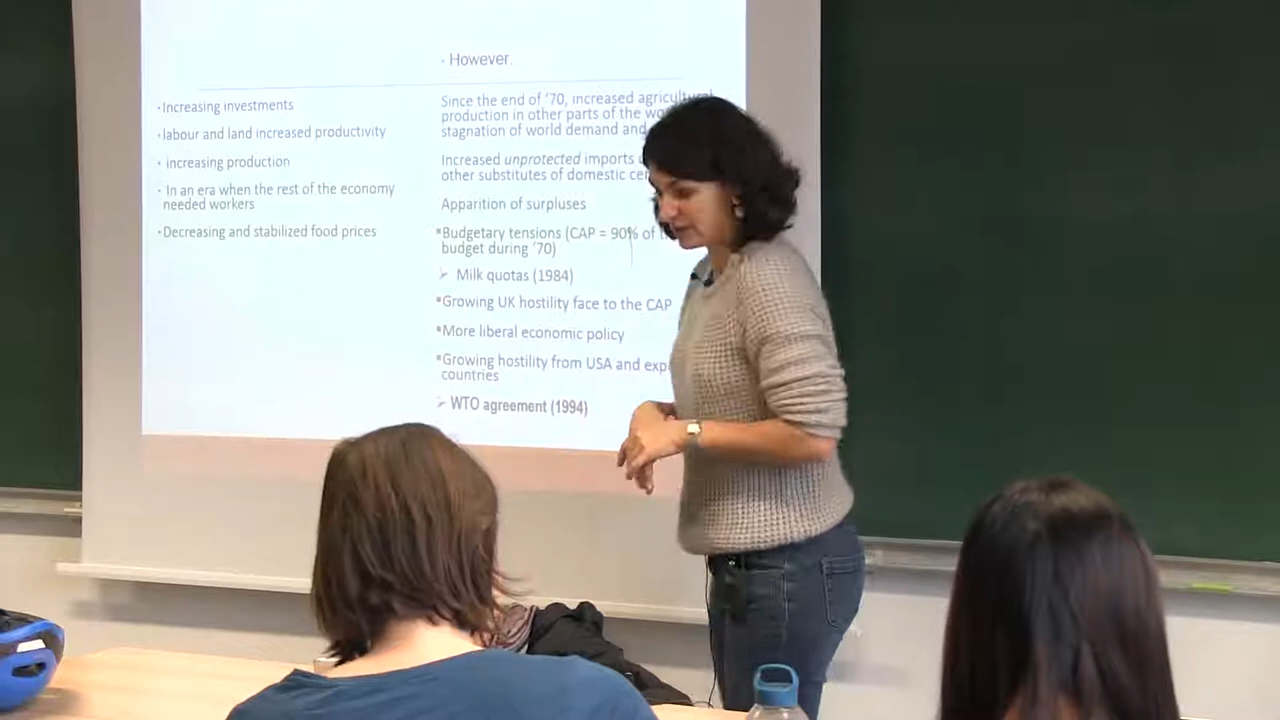 - However.
• Increasing investments
• labour and land increased productivity
• increasing production
• In an era when the rest of the economy
needed workers
• Decreasing and stabilized food prices
Since the end of '70, increased agricultural
production in other parts of the
stagnation of world demand and
Increased unprotected imports
other substitutes of domestic
Apparition of surpluses
▪Budgetary tensions (CAP = 90% of
budget during '70)
➢ Milk quotas (1984)
▪Growing UK hostility face to the CAP
▪More liberal economic policy
▪Growing hostility from USA and
countries
➢ WTO agreement (1994)